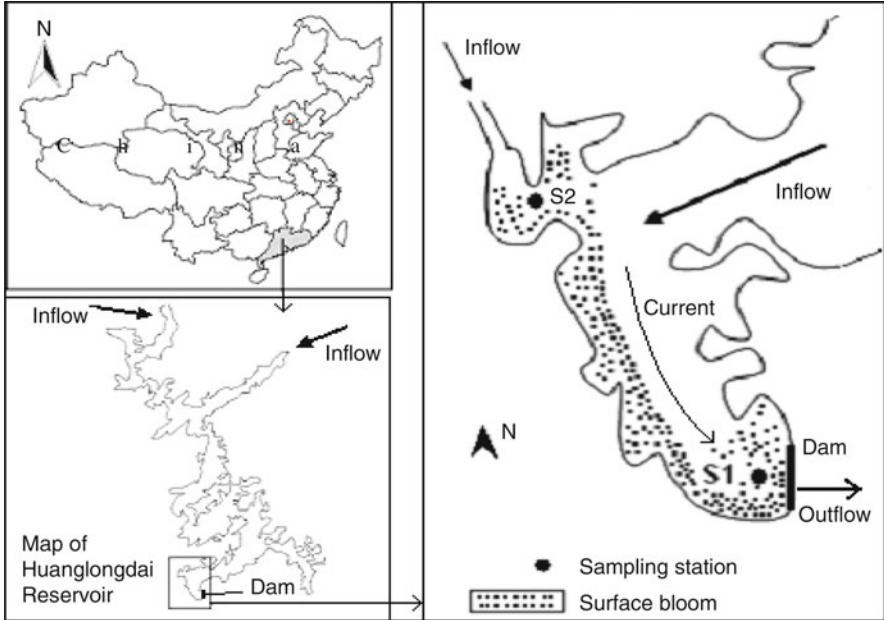 N
C h i n a
Inflow
Inflow
Map of
Huanglongdai
Reservoir
Dam
Inflow
S2
Inflow
Current
N
S1
Dam
Outflow
Sampling station
Surface bloom